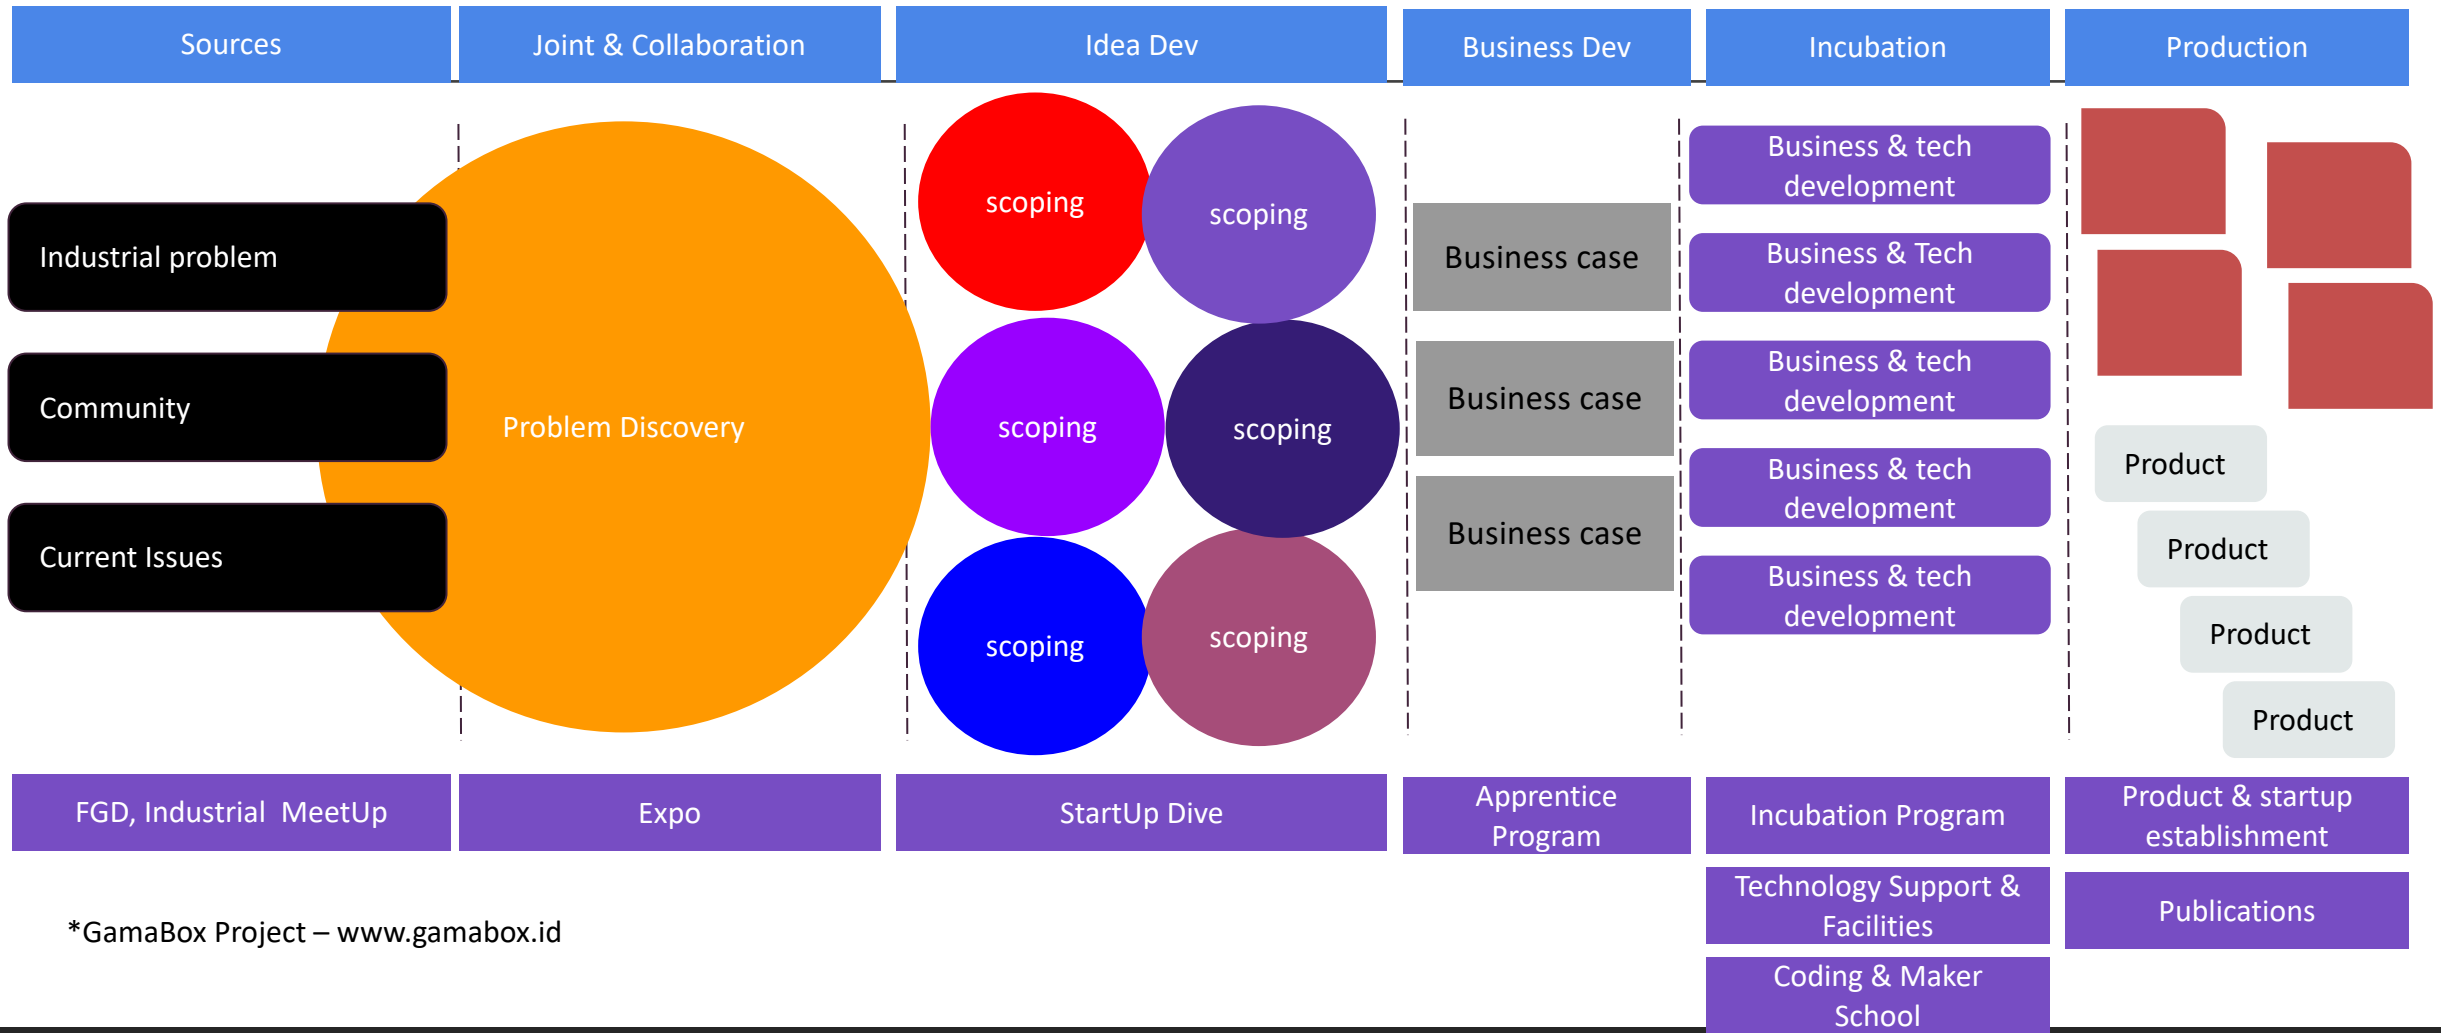 Sources
Joint & Collaboration
Idea Dev
Business Dev
Incubation
Production
Industrial problem
Community
Current Issues
Problem Discovery
scoping
scoping
scoping
scoping
scoping
scoping
Business case
Business case
Business case
Business & tech
development
Business & Tech
development
Business & tech
development
Business & tech
development
Business & tech
development
Product
Product
Product
Product
FGD, Industrial  MeetUp
Expo
StartUp Dive
Apprentice
Program
Incubation Program
Product & startup
establishment
Technology Support &
Facilities
Publications
Coding & Maker
School
*GamaBox Project – www.gamabox.id